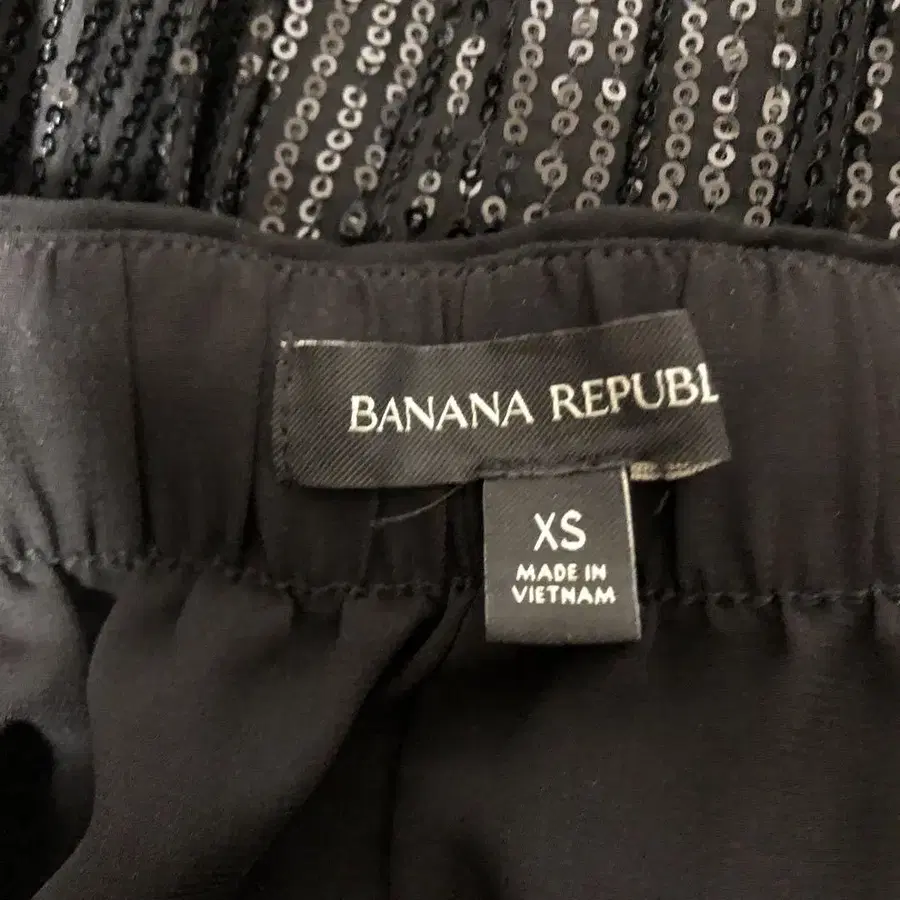 BANANA REPUBL
XS
MADE IN
VIETNAM